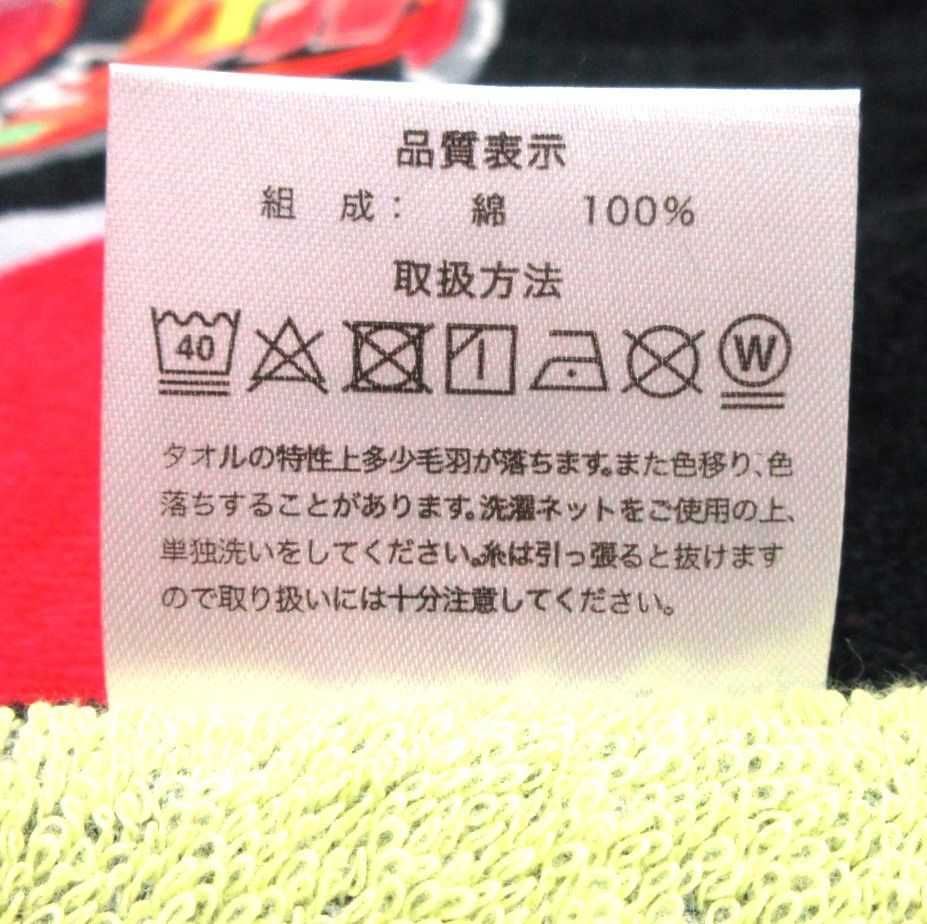 品質表示
組 成： 綿 100%
取扱方法
40 W
タオルの特性上多少毛羽が落ちます。また色移り、色
落ちすることがあります。洗濯ネットをご使用の上、
単独洗いをしてください。糸は引っ張ると抜けます
ので取り扱いには十分注意してください。